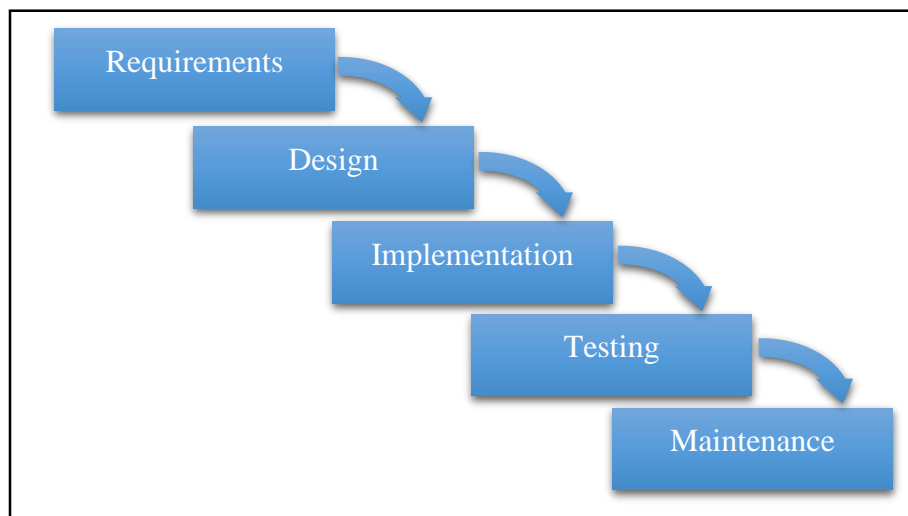 Requirements
Design
Implementation
Testing
Maintenance